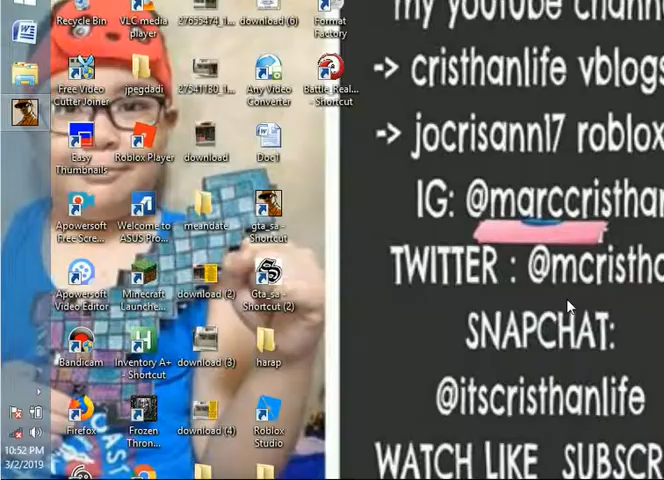 Recycle Bin
VLC media player
27655474_1...
download (6)
Format Factory
Free Video Cutter Joiner
jpegdadi
27541130_1...
Any Video Converter
Battle_Real... - Shortcut
Easy Thumbnails
Roblox Player
download
Doc1
Apowersoft Free Scre...
Welcome to ASUS Pro...
meandate
gta_sa - Shortcut
Apowersoft Video Editor
Minecraft Launche...
download (2)
Gta_sa - Shortcut (2)
Bandicam
Inventory A+ Shortcut
download (3)
harap
Firefox
Frozen Thron...
download (4)
Roblox Studio
10:52 PM
3/2/2019
my youtube chann
-> cristhanlife vblogs
-> jocrisann17 roblox
IG: @marccristhan
TWITTER : @mcristha
SNAPCHAT:
@itscristhanlife
WATCH LIKE SUBSCR